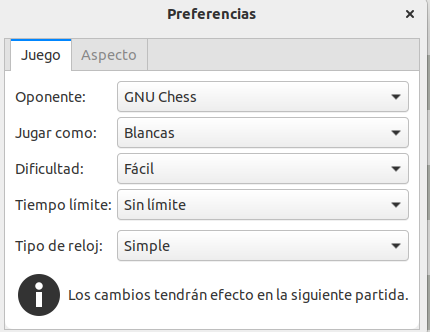 Preferencias
Juego Aspecto
Oponente: GNU Chess
Jugar como: Blancas
Dificultad: Fácil
Tiempo límite: Sin límite
Tipo de reloj: Simple
Los cambios tendrán efecto en la siguiente partida.